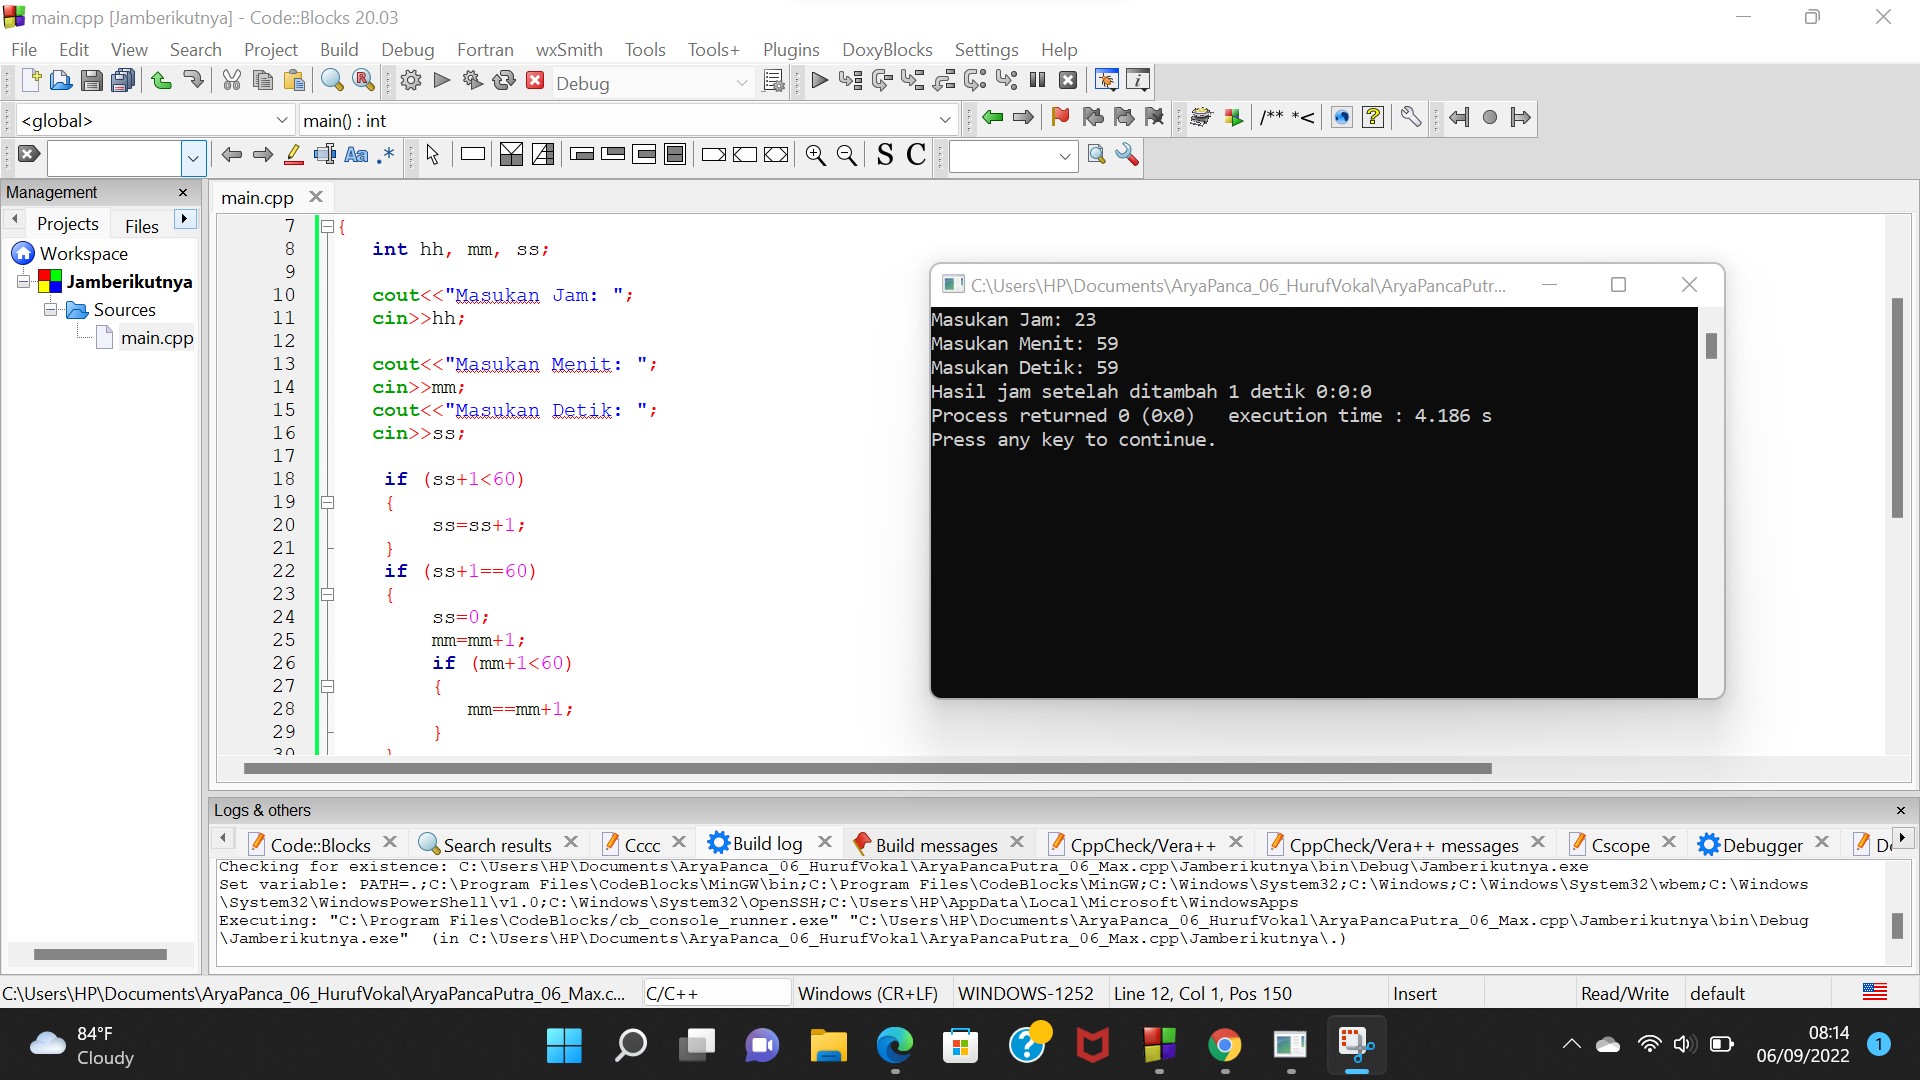 main.cpp [Jamberikutnya] - Code::Blocks 20.03
File Edit View Search Project Build Debug Fortran wxSmith Tools Tools+ Plugins DoxyBlocks Settings Help
Debug
<global> main() : int /** *<
Aa .* S C
Management
Projects Files
Workspace
Jamberikutnya
Sources
main.cpp
main.cpp
7 {
8 int hh, mm, ss;
9
10 cout<<"Masukan Jam: ";
11 cin>>hh;
12
13 cout<<"Masukan Menit: ";
14 cin>>mm;
15 cout<<"Masukan Detik: ";
16 cin>>ss;
17
18 if (ss+1<60)
19 {
20 ss=ss+1;
21 }
22 if (ss+1==60)
23 {
24 ss=0;
25 mm=mm+1;
26 if (mm+1<60)
27 {
28 mm==mm+1;
29 }
30 }
C:\Users\HP\Documents\AryaPanca_06_HurufVokal\AryaPancaPutr...
Masukan Jam: 23
Masukan Menit: 59
Masukan Detik: 59
Hasil jam setelah ditambah 1 detik 0:0:0
Process returned 0 (0x0) execution time : 4.186 s
Press any key to continue.
Logs & others
Code::Blocks Search results Cccc Build log Build messages CppCheck/Vera++ CppCheck/Vera++ messages Cscope Debugger
Checking for existence: C:\Users\HP\Documents\AryaPanca_06_HurufVokal\AryaPancaPutra_06_Max.cpp\Jamberikutnya\bin\Debug\Jamberikutnya.exe
Set variable: PATH=.;C:\Program Files\CodeBlocks\MinGW\bin;C:\Program Files\CodeBlocks\MinGW;C:\Windows\System32;C:\Windows;C:\Windows\System32\wbem;C:\Windows
\System32\WindowsPowerShell\v1.0;C:\Windows\System32\OpenSSH;C:\Users\HP\AppData\Local\Microsoft\WindowsApps
Executing: "C:\Program Files\CodeBlocks/cb_console_runner.exe" "C:\Users\HP\Documents\AryaPanca_06_HurufVokal\AryaPancaPutra_06_Max.cpp\Jamberikutnya\bin\Debug
\Jamberikutnya.exe" (in C:\Users\HP\Documents\AryaPanca_06_HurufVokal\AryaPancaPutra_06_Max.cpp\Jamberikutnya\.)
C:\Users\HP\Documents\AryaPanca_06_HurufVokal\AryaPancaPutra_06_Max.c... C/C++ Windows (CR+LF) WINDOWS-1252 Line 12, Col 1, Pos 150 Insert Read/Write default
84°F
Cloudy
08:14
06/09/2022
1